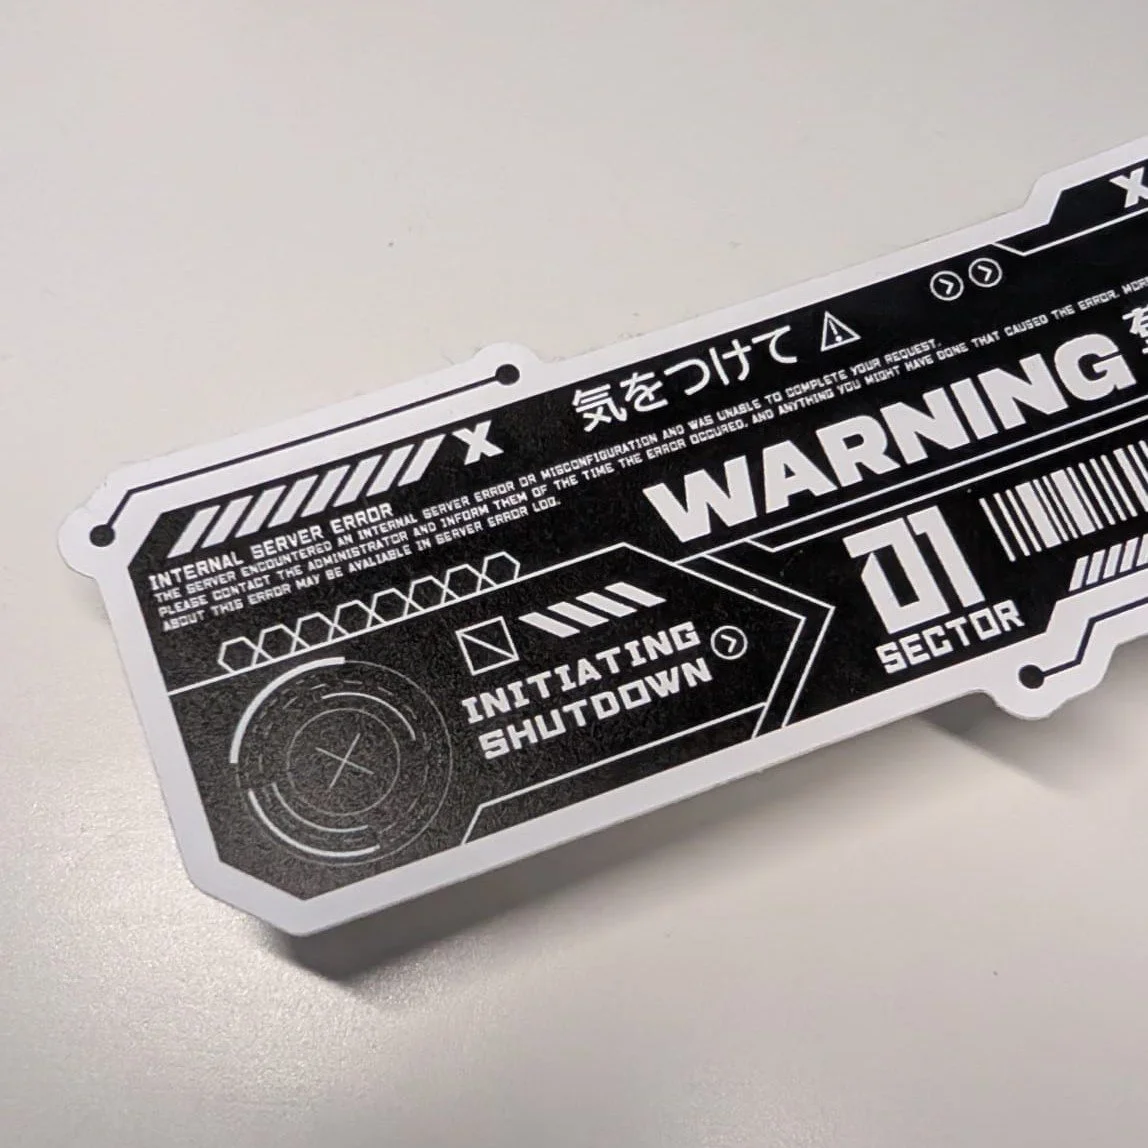 X
気をつけて
X
INTERNAL SERVER ERROR
THE SERVER ENCOUNTERED AN INTERNAL SERVER ERROR OR MISCONFIGURATION AND WAS UNABLE TO COMPLETE YOUR REQUEST.
PLEASE CONTACT THE ADMINISTRATOR AND INFORM THEM OF THE TIME THE ERROR OCCURED, AND ANYTHING YOU MIGHT HAVE DONE THAT CAUSED THE ERROR. MORE
ABOUT THIS ERROR MAY BE AVALIABLE IN SERVER ERROR LOG.
WARNING
INITIATING
SHUTDOWN
01
SECTOR